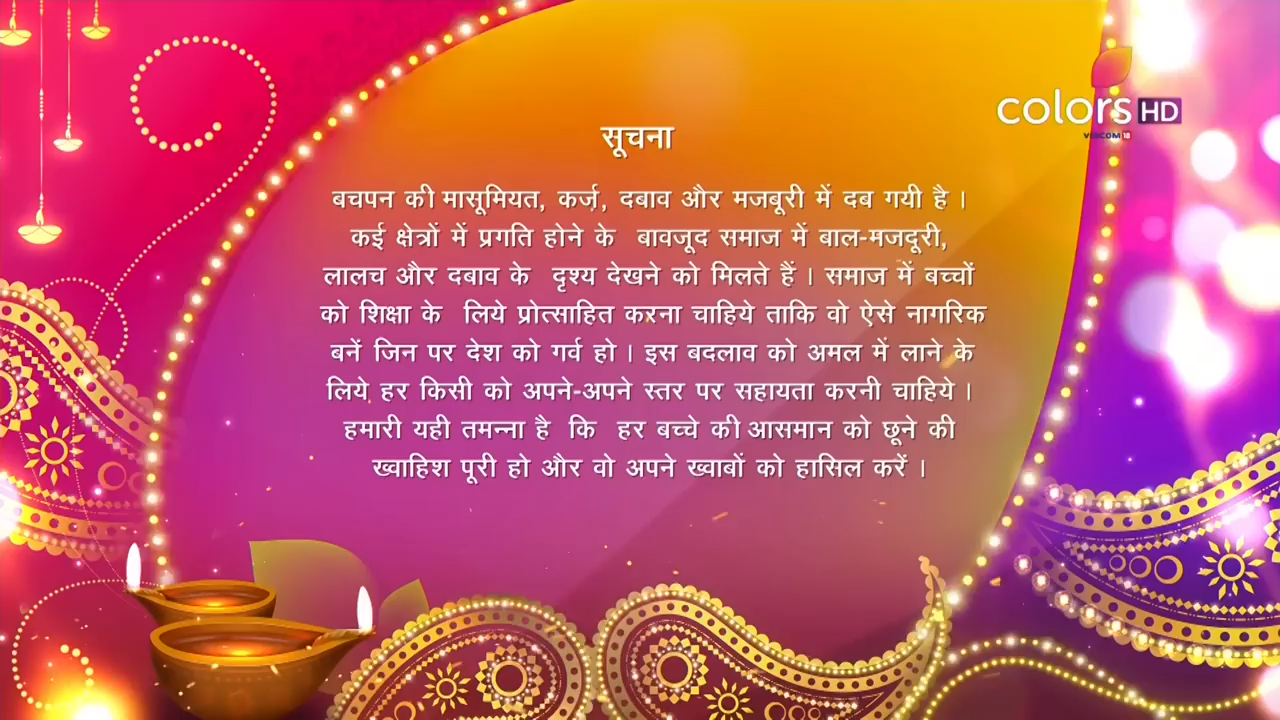 colors HD
VIACOM 18
सूचना
बचपन की मासूमियत, कर्ज़, दबाव और मजबूरी में दब गयी है ।
कई क्षेत्रों में प्रगति होने के बावजूद समाज में बाल-मजदूरी,
लालच और दबाव के दृश्य देखने को मिलते हैं । समाज में बच्चों
को शिक्षा के लिये प्रोत्साहित करना चाहिये ताकि वो ऐसे नागरिक
बनें जिन पर देश को गर्व हो । इस बदलाव को अमल में लाने के
लिये हर किसी को अपने-अपने स्तर पर सहायता करनी चाहिये ।
हमारी यही तमन्ना है कि हर बच्चे की आसमान को छूने की
ख्वाहिश पूरी हो और वो अपने ख्वाबों को हासिल करें ।